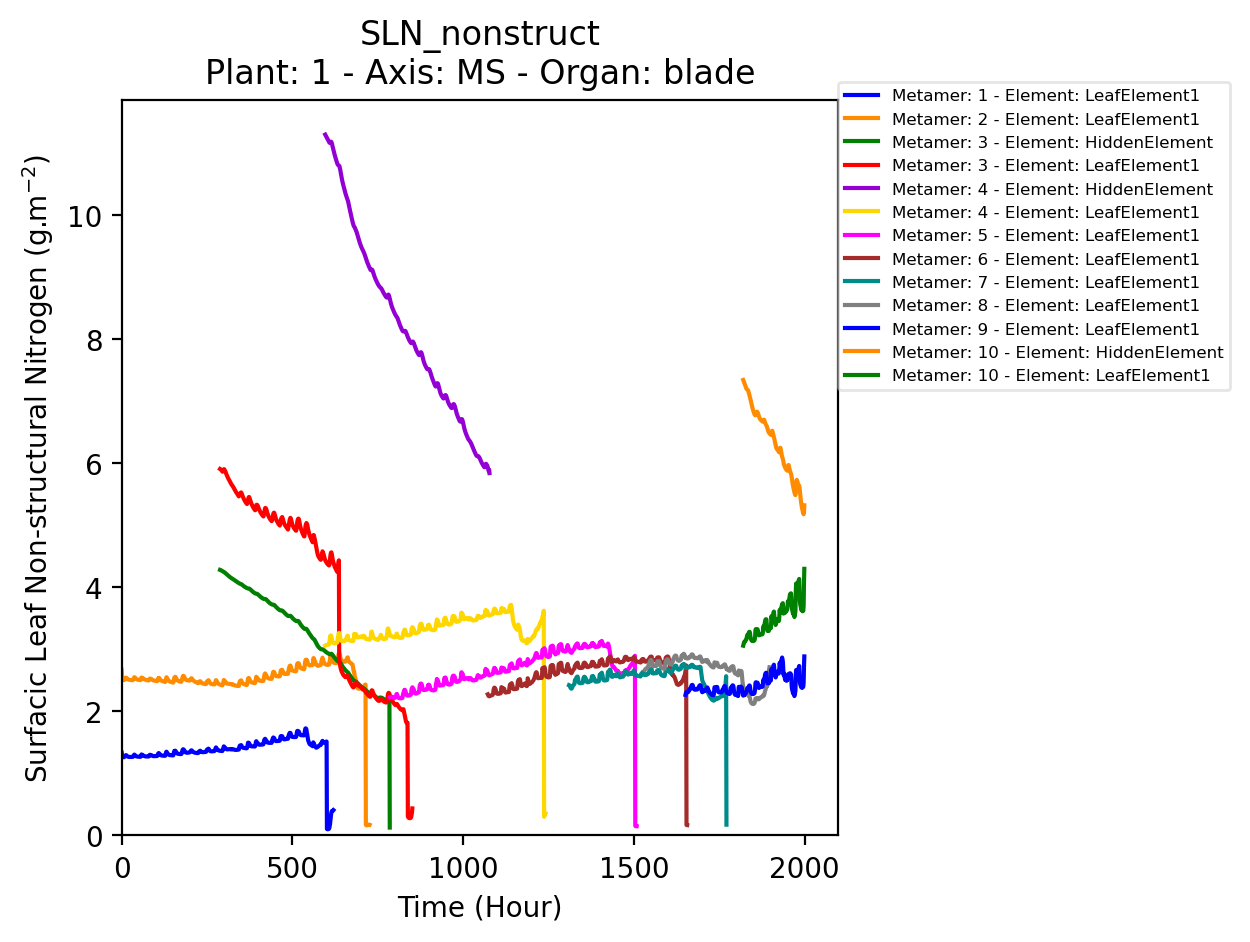 SLN_nonstruct
Plant: 1 - Axis: MS - Organ: blade
Surfacic Leaf Non-structural Nitrogen (g.m⁻²)
10
8
6
4
2
0
0 500 1000 1500 2000
Time (Hour)
Metamer: 1 - Element: LeafElement1
Metamer: 2 - Element: LeafElement1
Metamer: 3 - Element: HiddenElement
Metamer: 3 - Element: LeafElement1
Metamer: 4 - Element: HiddenElement
Metamer: 4 - Element: LeafElement1
Metamer: 5 - Element: LeafElement1
Metamer: 6 - Element: LeafElement1
Metamer: 7 - Element: LeafElement1
Metamer: 8 - Element: LeafElement1
Metamer: 9 - Element: LeafElement1
Metamer: 10 - Element: HiddenElement
Metamer: 10 - Element: LeafElement1